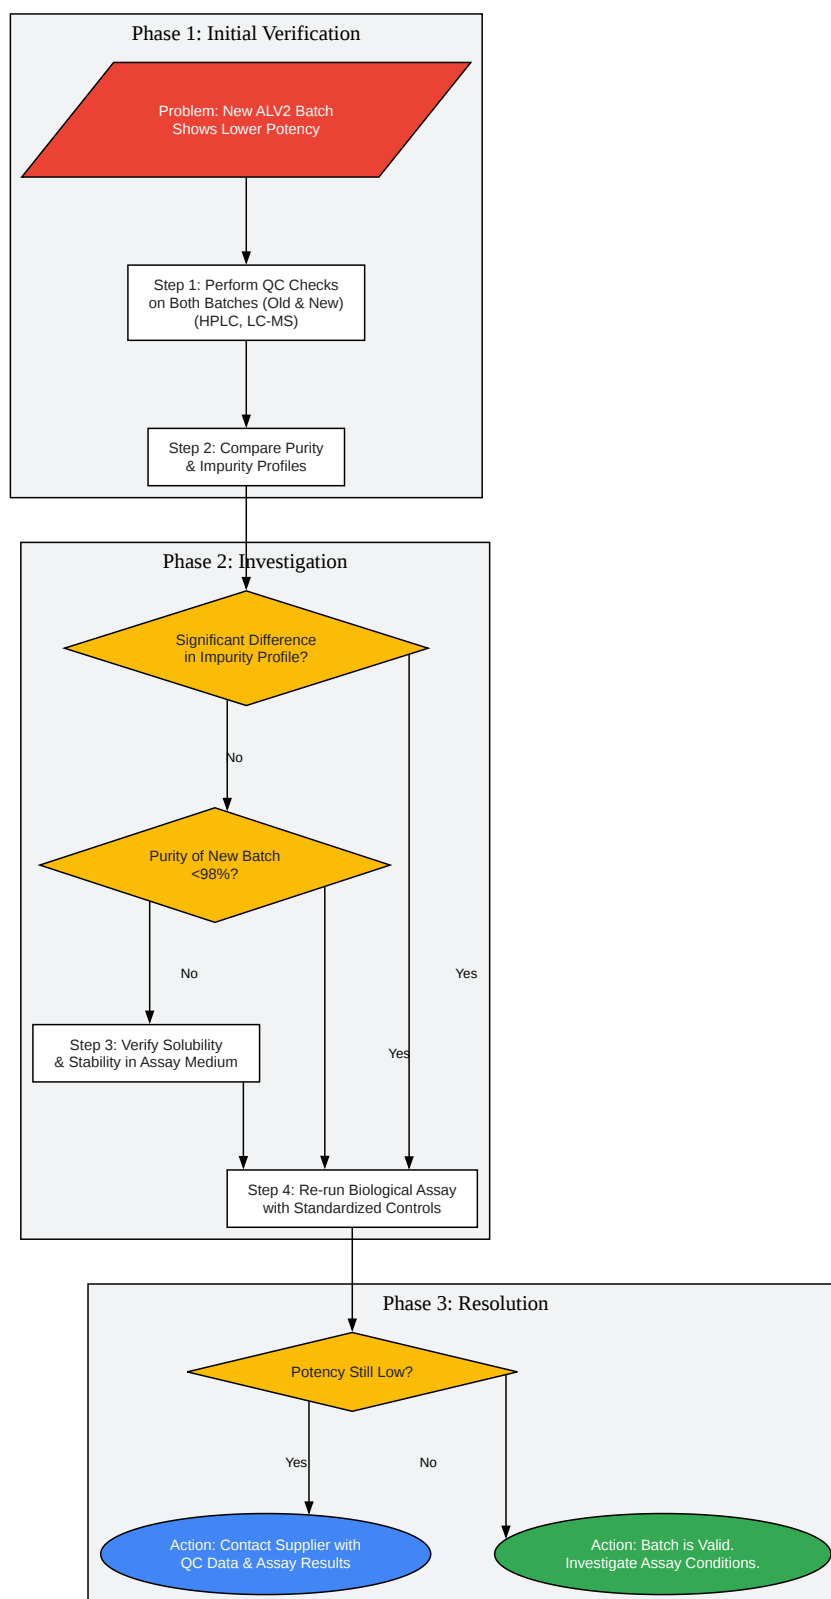 Phase 1: Initial Verification
Problem: New ALV2 Batch
Shows Lower Potency
Step 1: Perform QC Checks
on Both Batches (Old & New)
(HPLC, LC-MS)
Step 2: Compare Purity
& Impurity Profiles
Phase 2: Investigation
Significant Difference
in Impurity Profile?
No
Purity of New Batch
<98%?
No
Yes
Step 3: Verify Solubility
& Stability in Assay Medium
Yes
Step 4: Re-run Biological Assay
with Standardized Controls
Phase 3: Resolution
Potency Still Low?
Yes
No
Action: Contact Supplier with
QC Data & Assay Results
Action: Batch is Valid.
Investigate Assay Conditions.